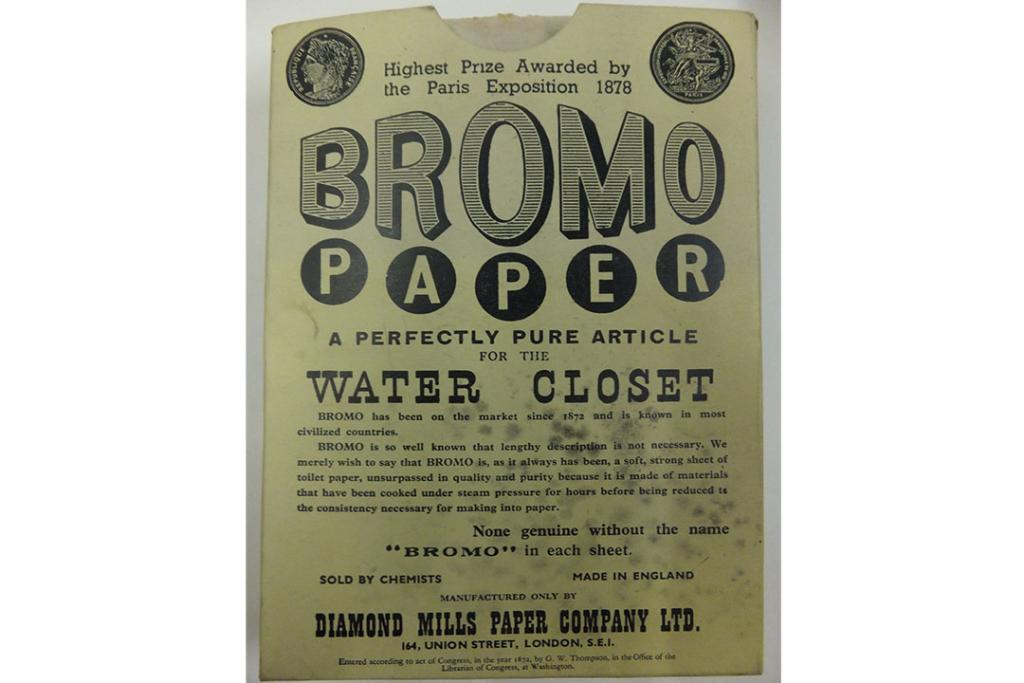 REPUBLIQUE FRANÇAISE
PARIS
Highest Prize Awarded by
the Paris Exposition 1878
BROMO
PAPER
A PERFECTLY PURE ARTICLE
FOR THE
WATER CLOSET
BROMO has been on the market since 1872 and is known in most
civilized countries.
BROMO is so well known that lengthy description is not necessary. We
merely wish to say that BROMO is, as it always has been, a soft, strong sheet of
toilet paper, unsurpassed in quality and purity because it is made of materials
that have been cooked under steam pressure for hours before being reduced to
the consistency necessary for making into paper.
None genuine without the name
“BROMO” in each sheet.
SOLD BY CHEMISTS MADE IN ENGLAND
MANUFACTURED ONLY BY
DIAMOND MILLS PAPER COMPANY LTD.
164, UNION STREET, LONDON, S.E.1.
Entered according to act of Congress, in the year 1872, by G. W. Thompson, in the Office of the
Librarian of Congress, at Washington.